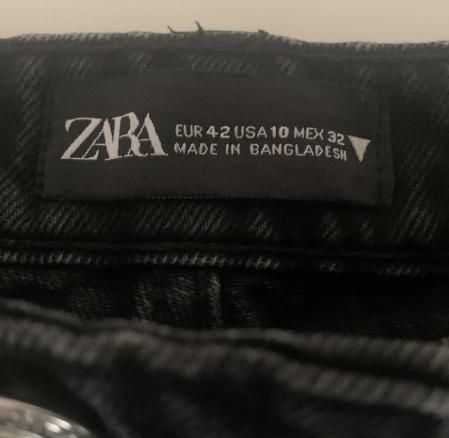 ZARA
EUR 42 USA 10 MEX 32
MADE IN BANGLADESH